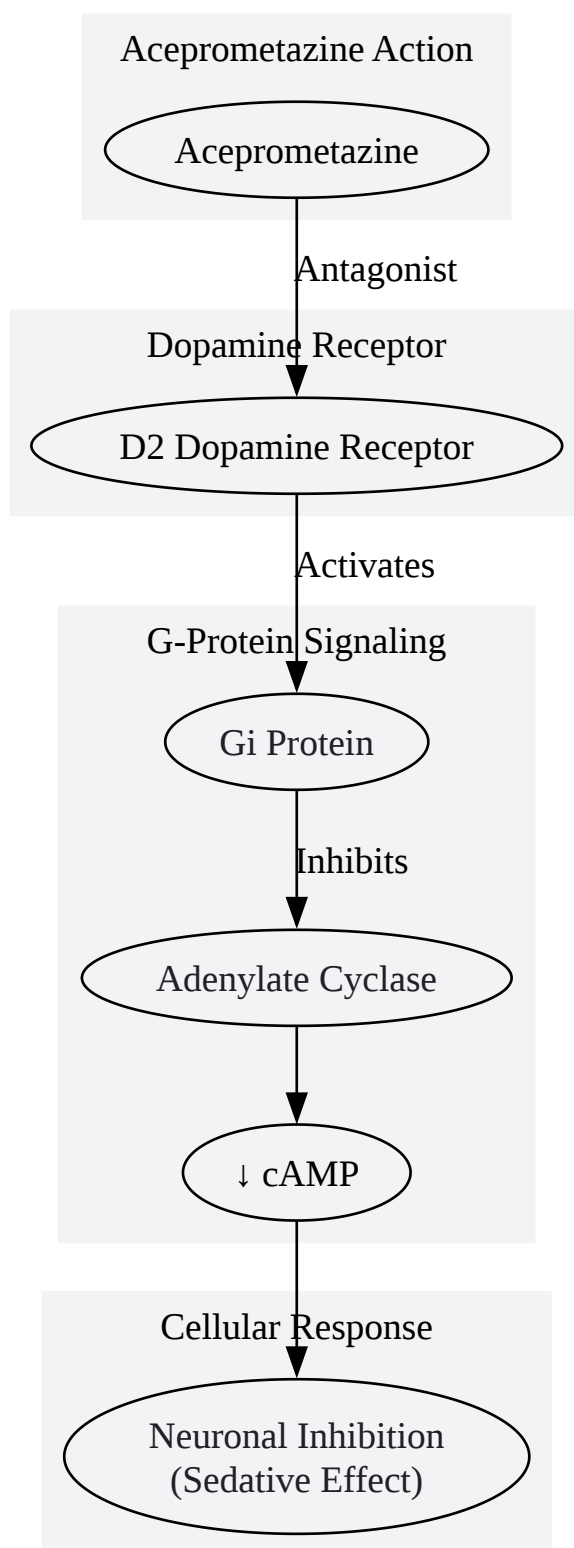 Aceprometazine Action
Aceprometazine
Antagonist
Dopamine Receptor
D2 Dopamine Receptor
Activates
G-Protein Signaling
Gi Protein
Inhibits
Adenylate Cyclase
↓ cAMP
Cellular Response
Neuronal Inhibition
(Sedative Effect)